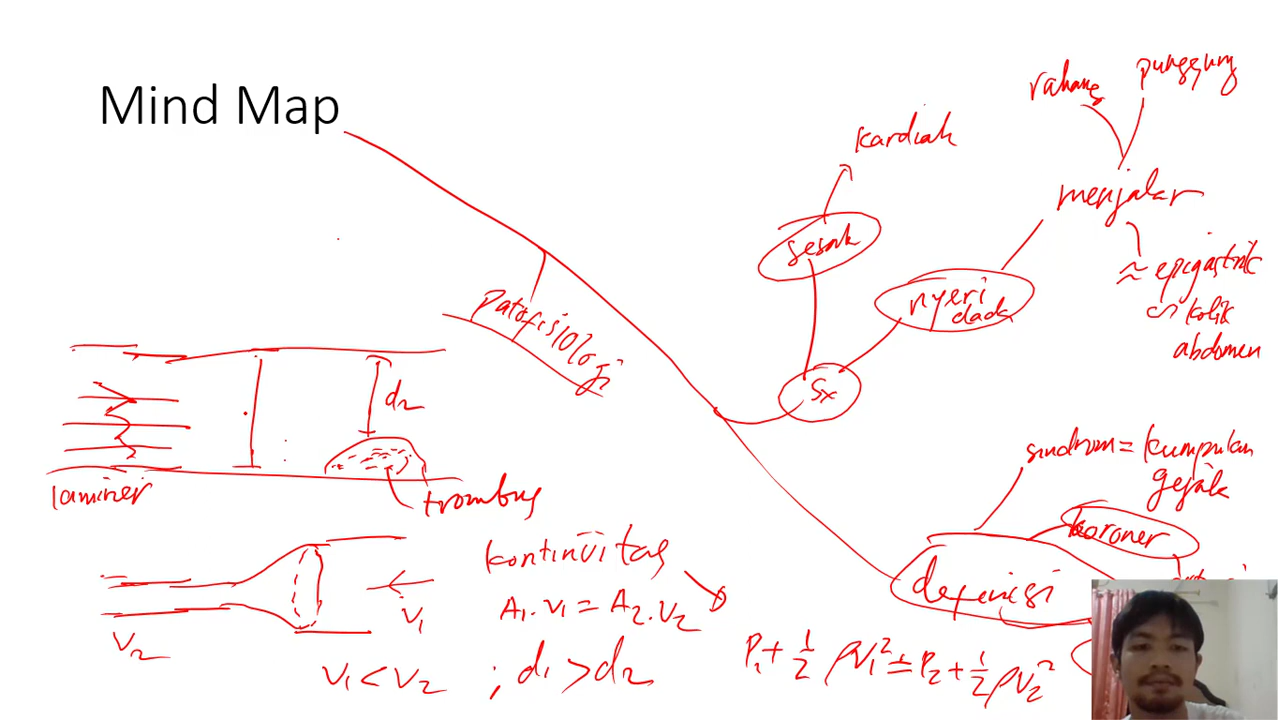 Mind Map
rahang
punggung
kardiak
menjalar
sesak
nyeri
dada
≈ epigastric
kolik
abdomen
Sx
patofisiologi
d2
laminer
trombus
sindrom = kumpulan
gejala
koroner
definisi
kontinuitas
A1.V1 = A2.V2
V1
V2
V1 < V2 ; d1 > d2
P1 + 1/2 ρV1² = P2 + 1/2 ρV2²